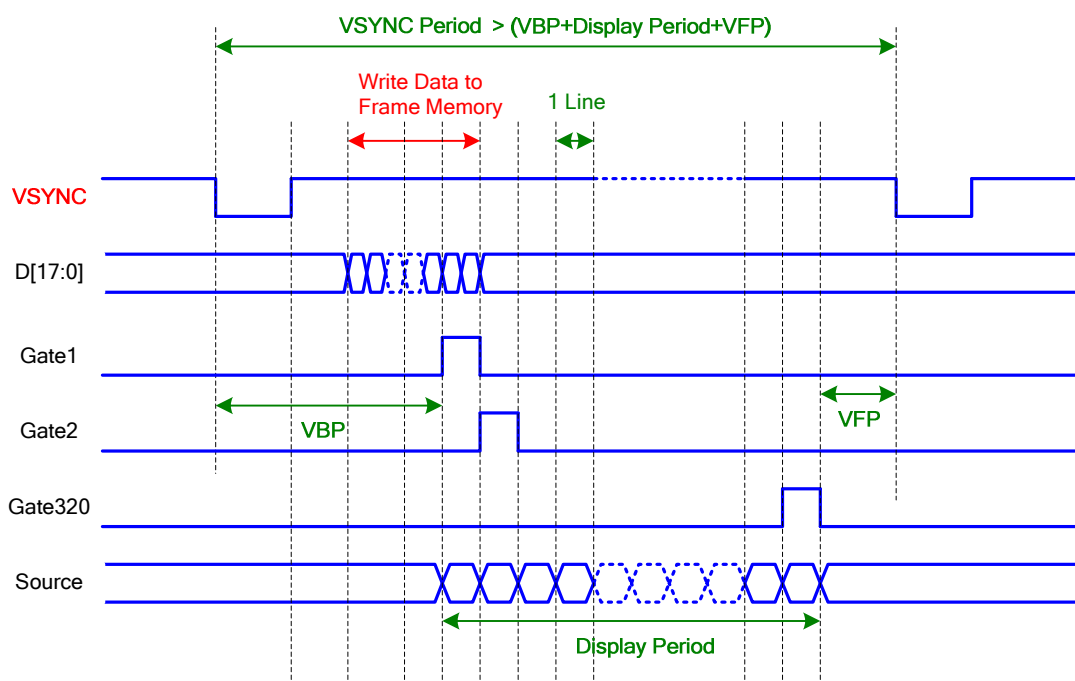 VSYNC Period > (VBP+Display Period+VFP)
Write Data to
Frame Memory
1 Line
VSYNC
D[17:0]
Gate1
VBP
VFP
Gate2
Gate320
Source
Display Period